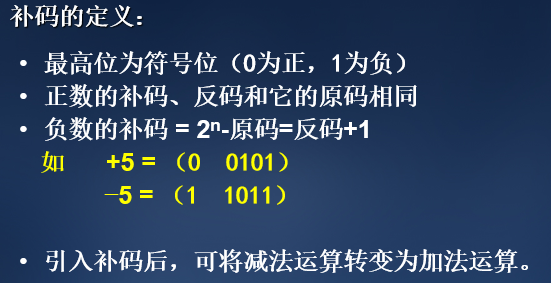 补码的定义：
• 最高位为符号位（0为正，1为负）
• 正数的补码、反码和它的原码相同
• 负数的补码 = 2ⁿ-原码=反码+1
如 +5 = （0 0101）
−5 = （1 1011）
• 引入补码后，可将减法运算转变为加法运算。